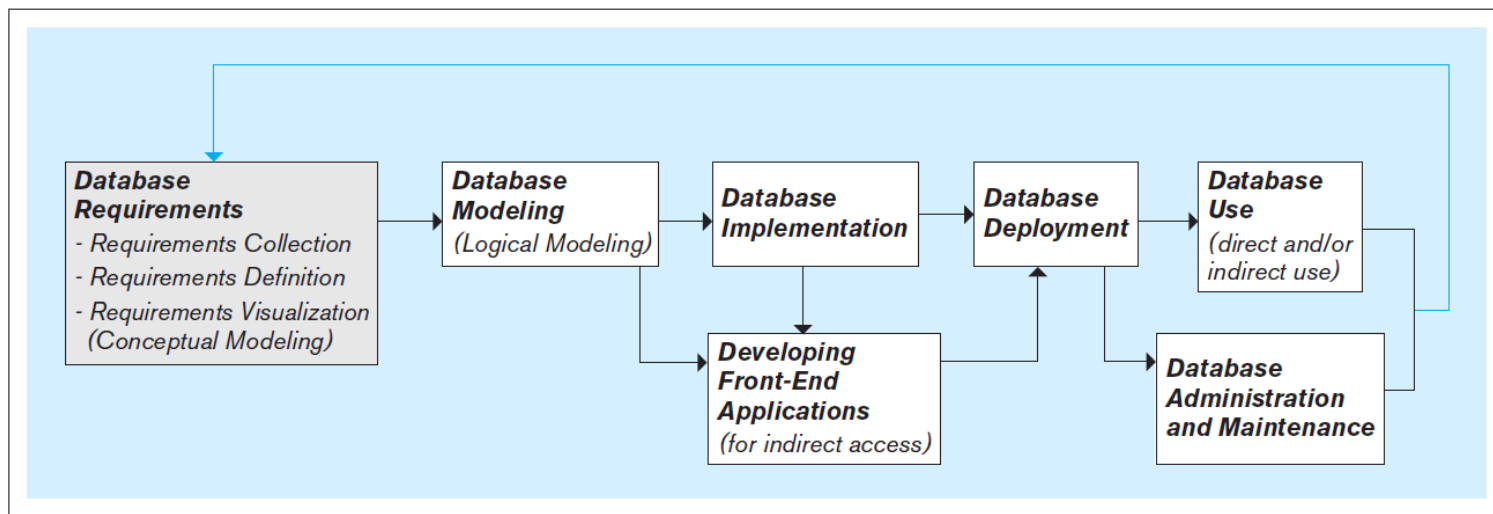 Database
Requirements
- Requirements Collection
- Requirements Definition
- Requirements Visualization
(Conceptual Modeling)
Database
Modeling
(Logical Modeling)
Database
Implementation
Developing
Front-End
Applications
(for indirect access)
Database
Deployment
Database
Use
(direct and/or
indirect use)
Database
Administration
and Maintenance